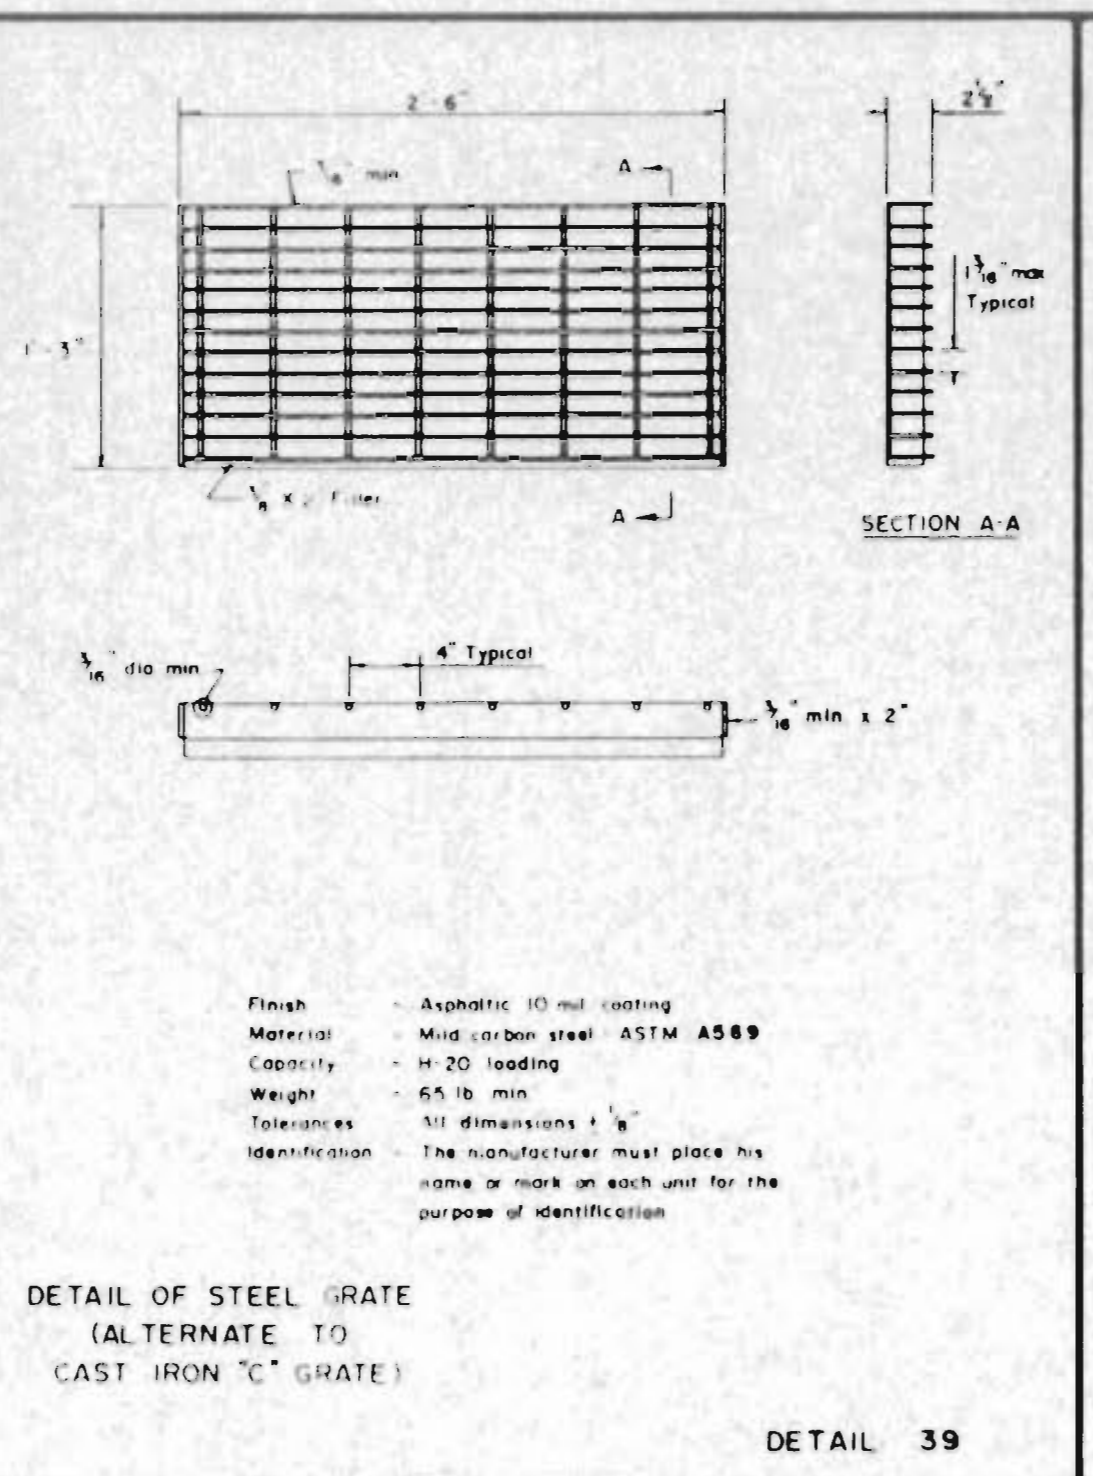 2'-6"
2 1/2"
A
1/8" min
1 3/16" max
Typical
1'-3"
1/8 x 2" Filler
A
SECTION A-A
3/16" dia min
4" Typical
3/16" min x 2"
Finish - Asphaltic 10 mil coating
Material - Mild carbon steel ASTM A569
Capacity - H-20 loading
Weight - 65 lb min
Tolerances All dimensions ± 1/8"
Identification - The manufacturer must place his
name or mark on each unit for the
purpose of identification
DETAIL OF STEEL GRATE
(ALTERNATE TO
CAST IRON "C" GRATE)
DETAIL 39